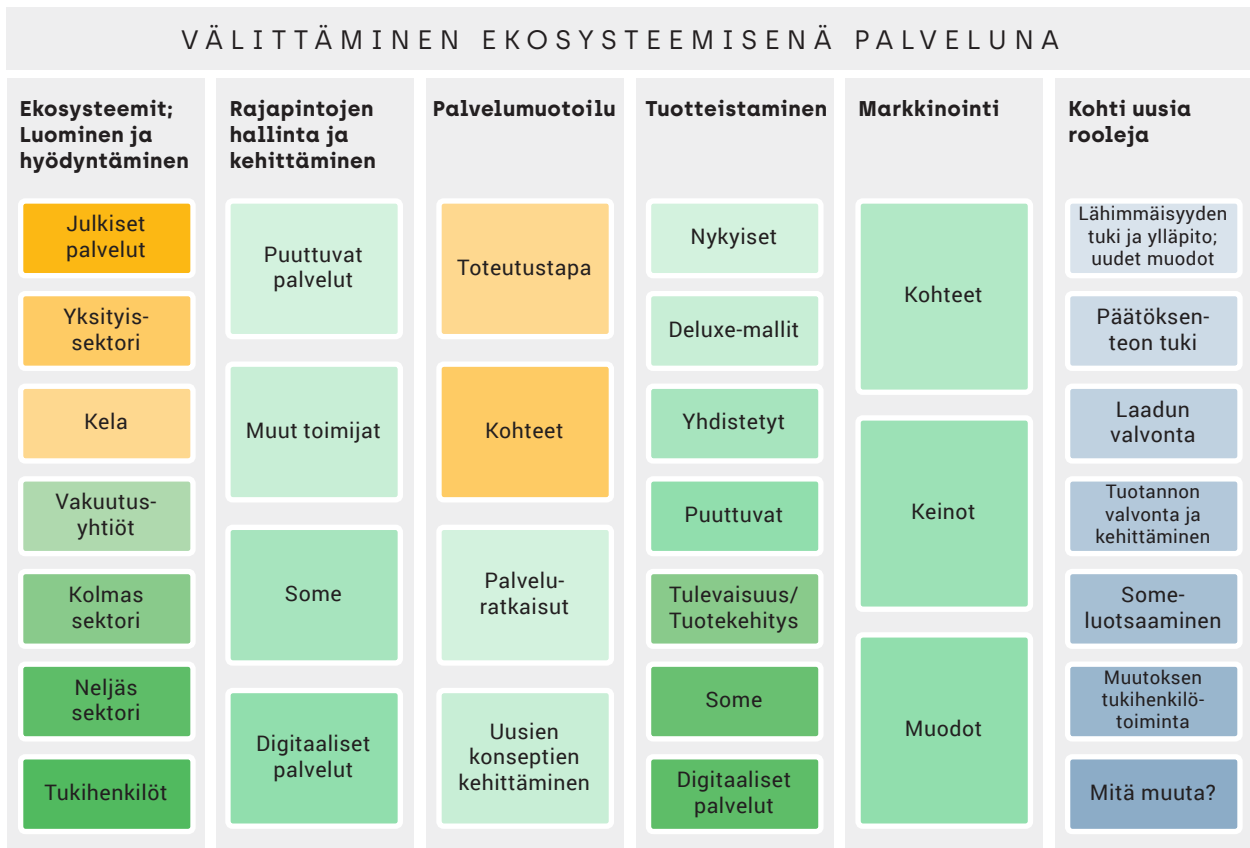 VÄLITTÄMINEN EKOSYSTEEMISENÄ PALVELUNA
Ekosysteemit;
Luominen ja
hyödyntäminen
Julkiset
palvelut
Yksityis-
sektori
Kela
Vakuutus-
yhtiöt
Kolmas
sektori
Neljäs
sektori
Tukihenkilöt
Rajapintojen
hallinta ja
kehittäminen
Puuttuvat
palvelut
Muut toimijat
Some
Digitaaliset
palvelut
Palvelumuotoilu
Toteutustapa
Kohteet
Palvelu-
ratkaisut
Uusien
konseptien
kehittäminen
Tuotteistaminen
Nykyiset
Deluxe-mallit
Yhdistetyt
Puuttuvat
Tulevaisuus/
Tuotekehitys
Some
Digitaaliset
palvelut
Markkinointi
Kohteet
Keinot
Muodot
Kohti uusia
rooleja
Lähimmäisyyden
tuki ja ylläpito;
uudet muodot
Päätöksen-
teon tuki
Laadun
valvonta
Tuotannon
valvonta ja
kehittäminen
Some-
luotsaaminen
Muutoksen
tukihenkilö-
toiminta
Mitä muuta?